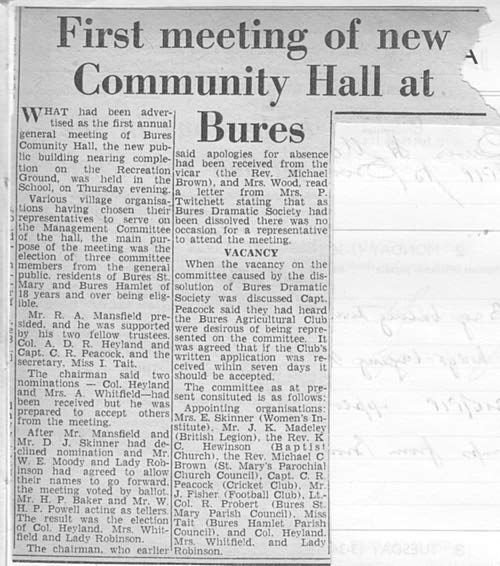 First meeting of new
Community Hall at
Bures
WHAT had been adver-
tised as the first annual
general meeting of Bures
Comunity Hall, the new pub-
lic building nearing comple-
tion on the Recreation
Ground, was held in the
School, on Thursday evening.
Various village organisa-
tions having chosen their
representatives to serve on
the Management Committee
of the hall, the main pur-
pose of the meeting was the
election of three committee
members from the general
public, residents of Bures St.
Mary and Bures Hamlet of
18 years and over being elig-
ible.
Mr. R. A. Mansfield pre-
sided, and he was supported
by his two fellow trustees,
Col. A. D. R. Heyland and
Capt. C. R. Peacock, and the
secretary, Miss I. Tait.
The chairman said two
nominations — Col. Heyland
and Mrs. A. Whitfield—had
been received but he was
prepared to accept others
from the meeting.
After Mr. Mansfield and
Mr. D. J. Skinner had de-
clined nomination and Mr.
W. E. Moody and Lady Rob-
inson had agreed to allow
their names to go forward,
the meeting voted by ballot,
Mr. H. P. Baker and Mr. W.
H. P. Powell acting as tellers.
The result was the election
of Col. Heyland, Mrs. Whit-
field and Lady Robinson.
The chairman, who earlier
said apologies for absence
had been received from the
vicar (the Rev. Michael
Brown), and Mrs. Wood, read
a letter from Mrs. P.
Twitchett stating that as
Bures Dramatic Society had
been dissolved there was no
occasion for a representative
to attend the meeting.
VACANCY
When the vacancy on the
committee caused by the dis-
solution of Bures Dramatic
Society was discussed Capt.
Peacock said they had heard
the Bures Agricultural Club
were desirous of being repre-
sented on the committee. It
was agreed that if the Club's
written application was re-
ceived wihin seven days it
should be accepted.
The committee as at pre-
sent consituted is as follows:
Appointing organisations:
Mrs. E. Skinner (Women's In-
stitute), Mr. J. K. Madeley
(British Legion), the Rev. K
C. Hewinson (Baptist
Church), the Rev. Michael
Brown (St. Mary's Parochial
Church Council), Capt. C. R.
Peacock (Cricket Club), Mr.
J. Fisher (Football Club), Lt.-
Col. R. Probert (Bures St.
Mary Parish Council), Miss
Tait (Bures Hamlet Parish
Council), and Col. Heyland,
Mrs. Whitfield, and Lady
Robinson.
2 MONDAY
3 TUESDAY